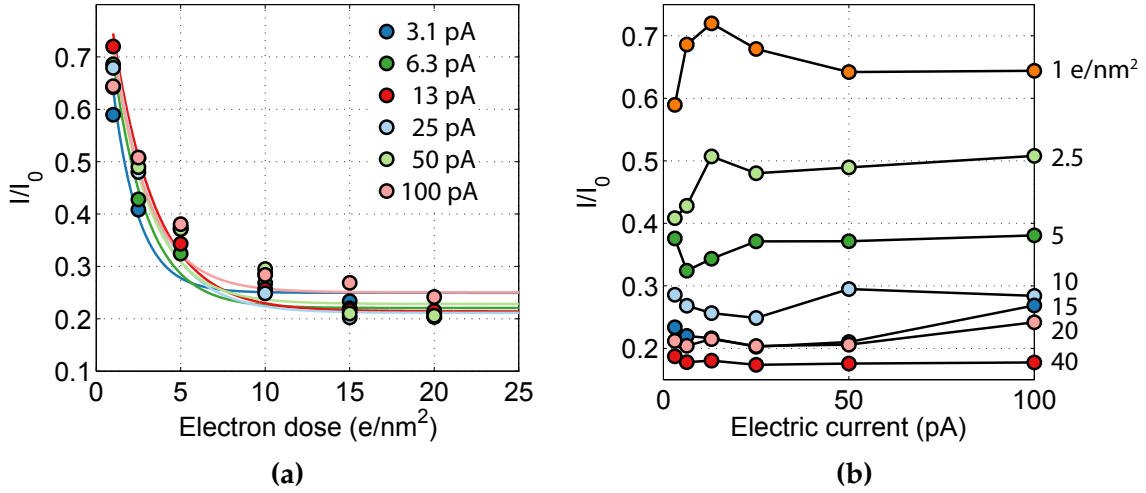 0.7
0.6
0.5
0.4
0.3
0.2
0.1
I/I₀
3.1 pA
6.3 pA
13 pA
25 pA
50 pA
100 pA
0
5
10
15
20
25
Electron dose (e/nm²)
(a)
0.7
0.6
0.5
0.4
0.3
0.2
I/I₀
1 e/nm²
2.5
5
10
15
20
40
0
50
100
Electric current (pA)
(b)